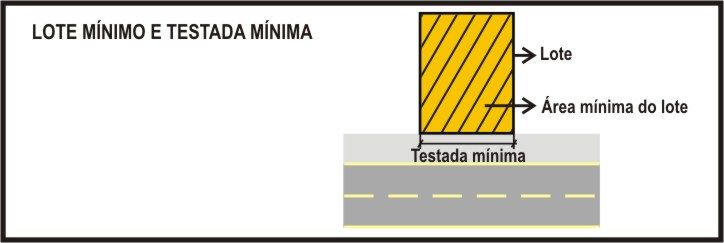 LOTE MÍNIMO E TESTADA MÍNIMA
Lote
Área mínima do lote
Testada mínima